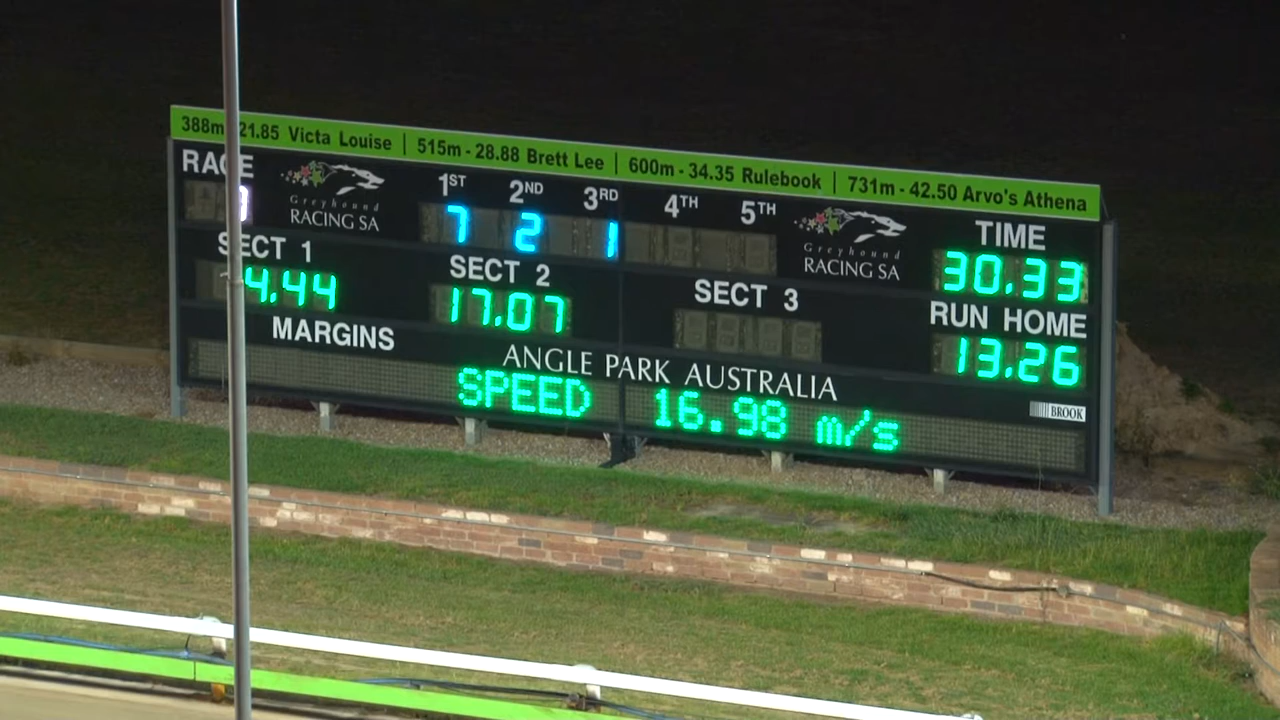 388m 21.85 Victa Louise | 515m - 28.88 Brett Lee | 600m - 34.35 Rulebook | 731m - 42.50 Arvo's Athena
RACE
Greyhound
RACING SA
1ST 2ND 3RD 4TH 5TH
7 2 1
Greyhound
RACING SA
TIME
30.33
SECT 1
4.44
SECT 2
17.07
SECT 3
RUN HOME
13.26
MARGINS
ANGLE PARK AUSTRALIA
SPEED 16.98 m/s
BROOK